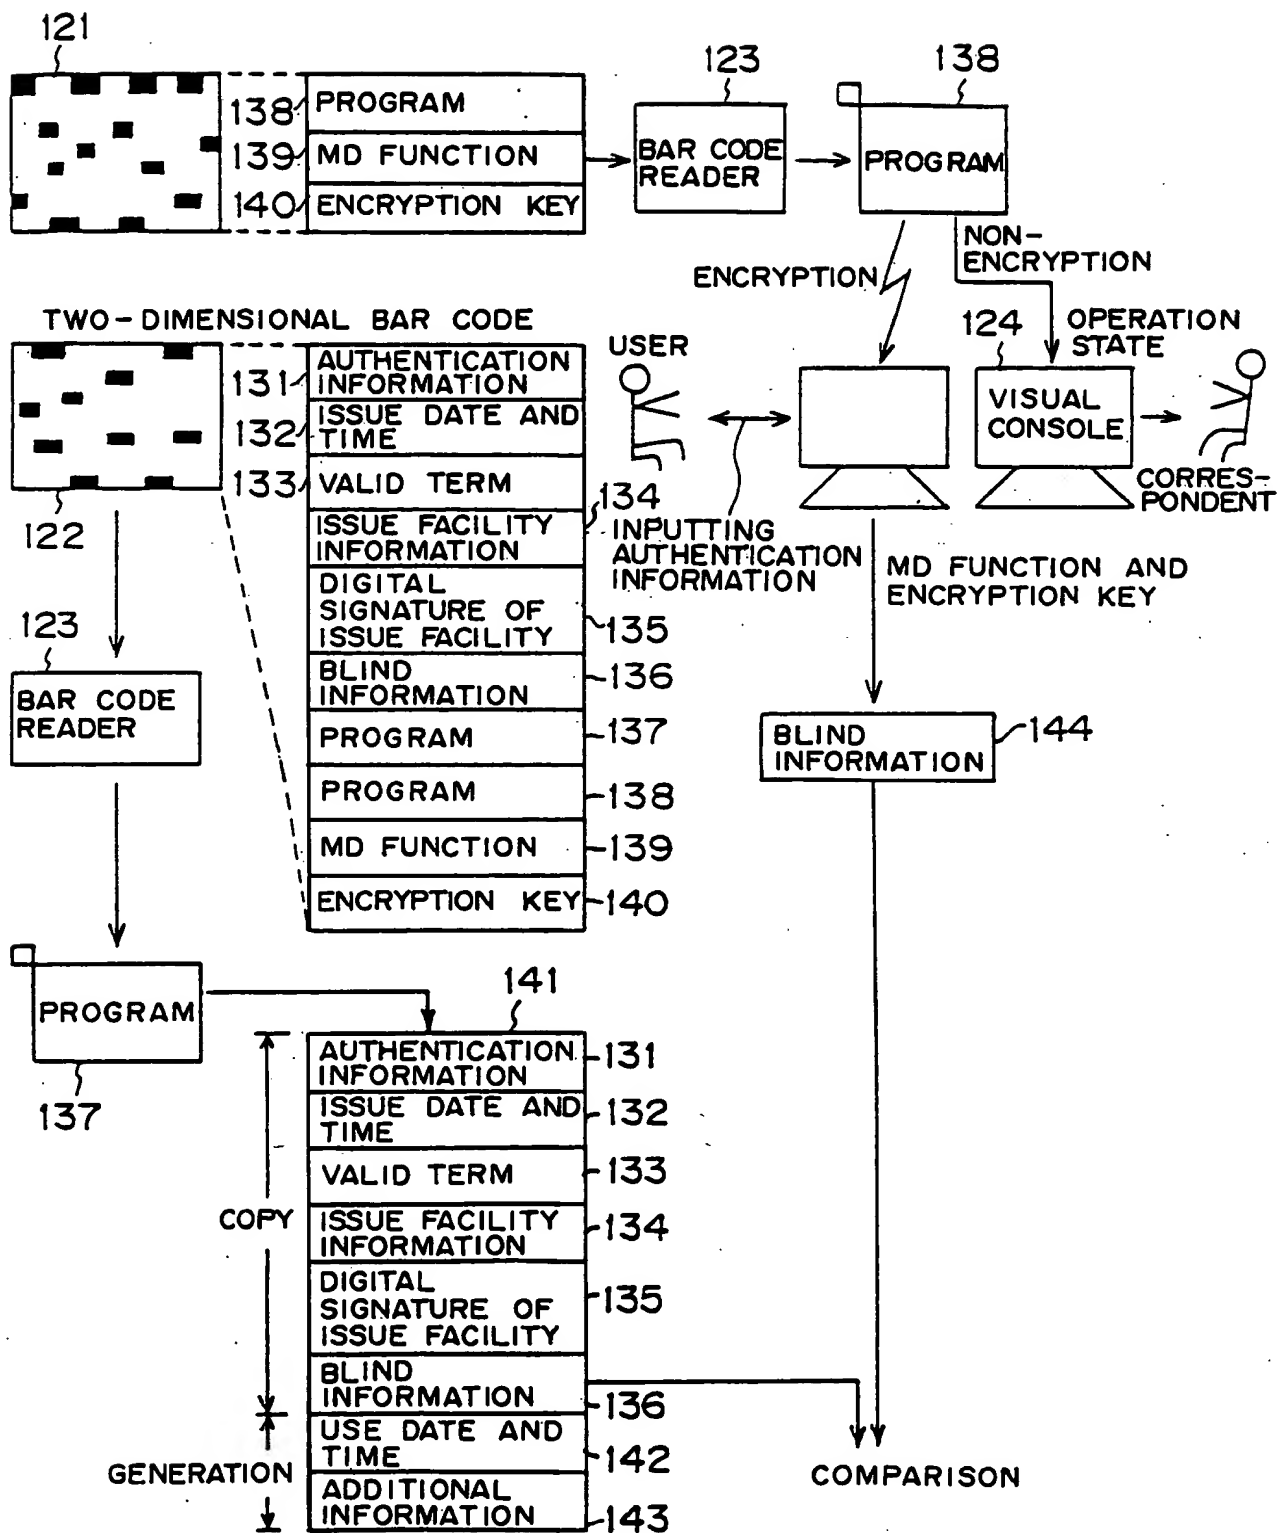 121
138
PROGRAM
139
MD FUNCTION
140
ENCRYPTION KEY
123
BAR CODE
READER
138
PROGRAM
ENCRYPTION
NON-
ENCRYPTION
TWO-DIMENSIONAL BAR CODE
122
131
AUTHENTICATION
INFORMATION
132
ISSUE DATE AND
TIME
133
VALID TERM
134
ISSUE FACILITY
INFORMATION
DIGITAL
SIGNATURE OF
ISSUE FACILITY
135
BLIND
INFORMATION
136
PROGRAM
137
PROGRAM
138
MD FUNCTION
139
ENCRYPTION KEY
140
USER
INPUTTING
AUTHENTICATION
INFORMATION
124
OPERATION
STATE
VISUAL
CONSOLE
CORRES-
PONDENT
MD FUNCTION AND
ENCRYPTION KEY
BLIND
INFORMATION
144
123
BAR CODE
READER
PROGRAM
137
141
AUTHENTICATION
INFORMATION
131
ISSUE DATE AND
TIME
132
VALID TERM
133
COPY
ISSUE FACILITY
INFORMATION
134
DIGITAL
SIGNATURE OF
ISSUE FACILITY
135
BLIND
INFORMATION
136
USE DATE AND
TIME
142
GENERATION
ADDITIONAL
INFORMATION
143
COMPARISON